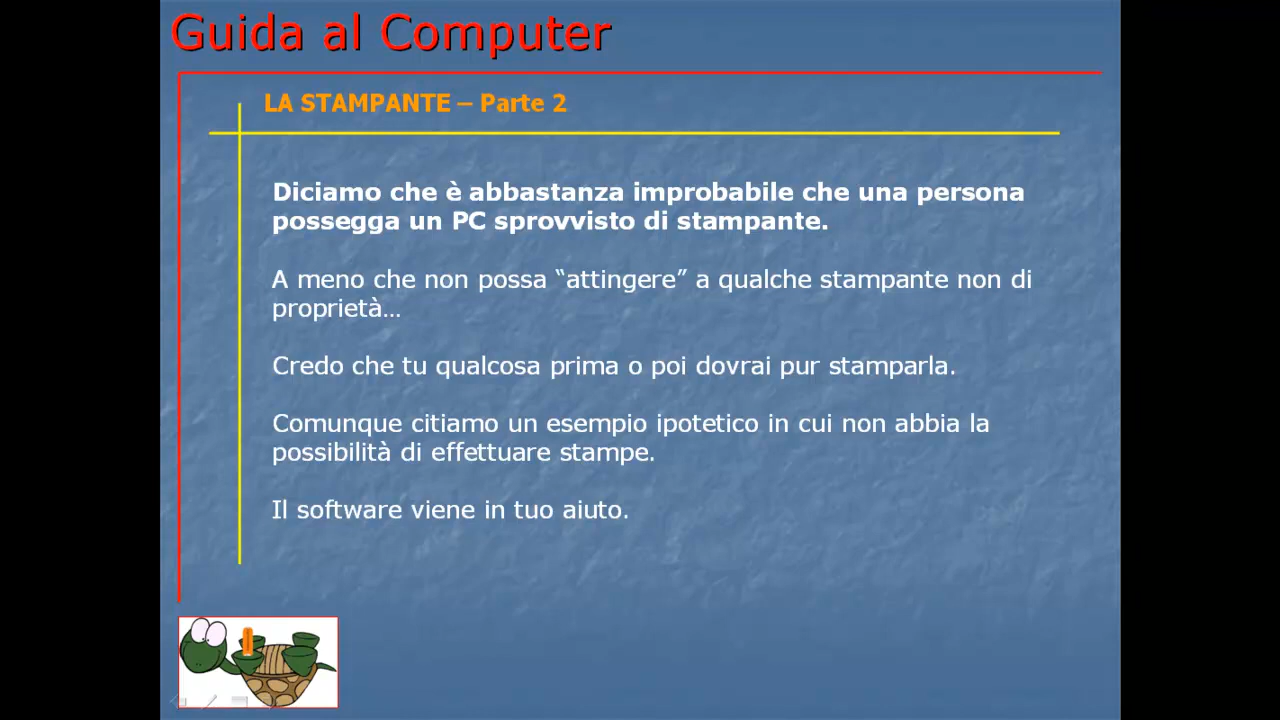 Guida al Computer
LA STAMPANTE – Parte 2
Diciamo che è abbastanza improbabile che una persona
possegga un PC sprovvisto di stampante.
A meno che non possa “attingere” a qualche stampante non di
proprietà…
Credo che tu qualcosa prima o poi dovrai pur stamparla.
Comunque citiamo un esempio ipotetico in cui non abbia la
possibilità di effettuare stampe.
Il software viene in tuo aiuto.